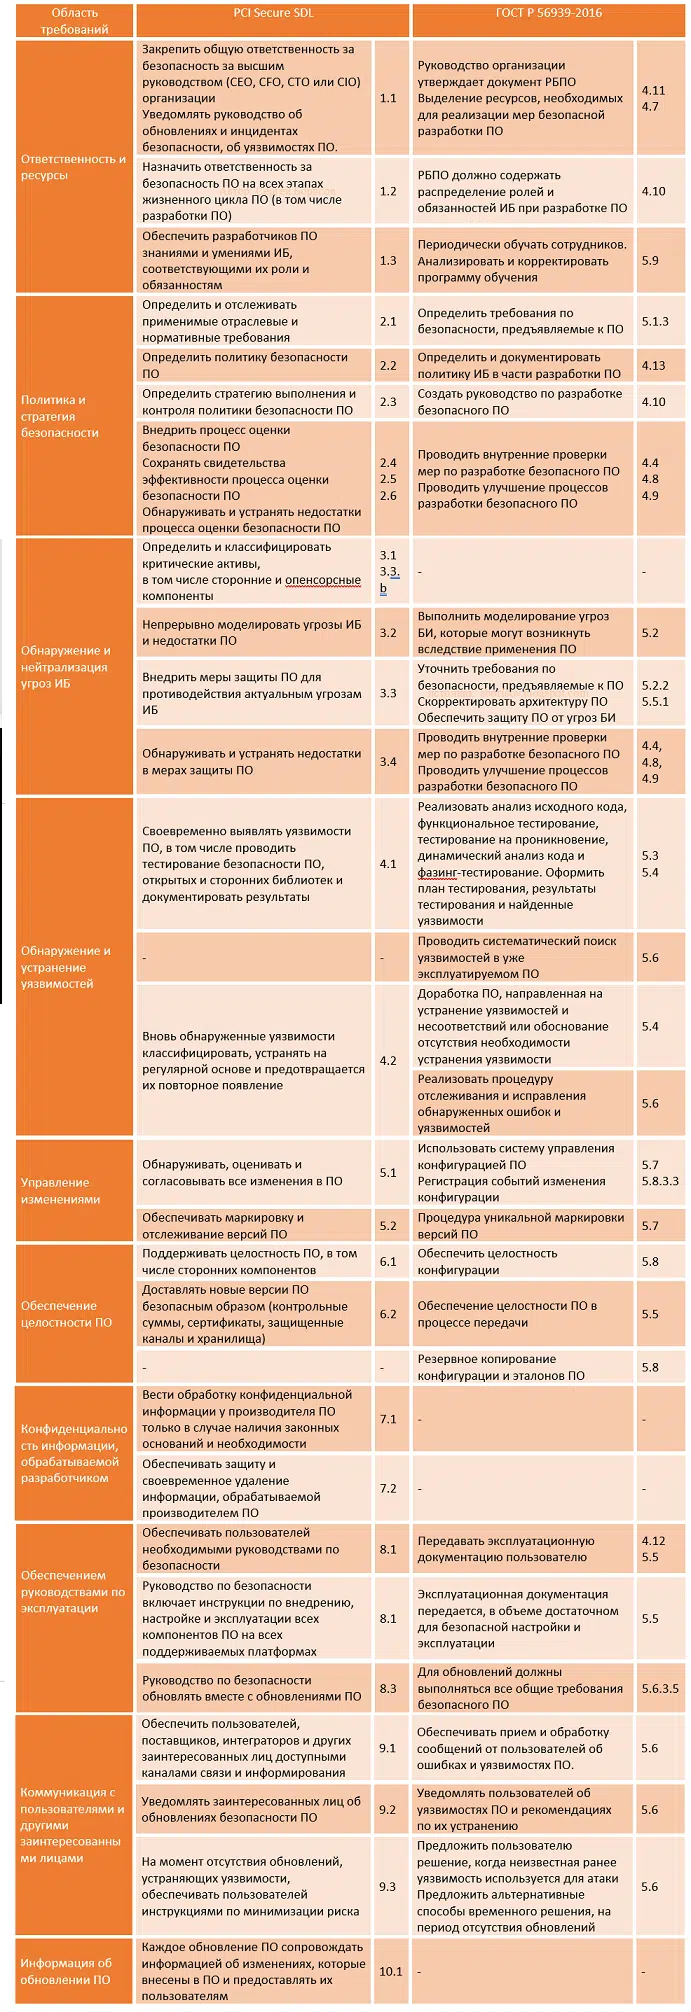 Область
требований
PCI Secure SDL
ГОСТ Р 56939-2016
Ответственность и
ресурсы
Закрепить общую ответственность за
безопасность за высшим
руководством (CEO, CFO, CTO или CIO)
организации
Уведомлять руководство об
обновлениях и инцидентах
безопасности, об уязвимостях ПО.
1.1
Руководство организации
утверждает документ РБПО
Выделение ресурсов, необходимых
для реализации мер безопасной
разработки ПО
4.11
4.7
Назначить ответственность за
безопасность ПО на всех этапах
жизненного цикла ПО (в том числе
разработки ПО)
1.2
РБПО должно содержать
распределение ролей и
обязанностей ИБ при разработке ПО
4.10
Обеспечить разработчиков ПО
знаниями и умениями ИБ,
соответствующими их роли и
обязанностям
1.3
Периодически обучать сотрудников.
Анализировать и корректировать
программу обучения
5.9
Политика и
стратегия
безопасности
Определить и отслеживать
применимые отраслевые и
нормативные требования
2.1
Определить требования по
безопасности, предъявляемые к ПО
5.1.3
Определить политику безопасности
ПО
2.2
Определить и документировать
политику ИБ в части разработки ПО
4.13
Определить стратегию выполнения и
контроля политики безопасности ПО
2.3
Создать руководство по разработке
безопасного ПО
4.10
Внедрить процесс оценки
безопасности ПО
Сохранять свидетельства
эффективности процесса оценки
безопасности ПО
Обнаруживать и устранять недостатки
процесса оценки безопасности ПО
2.4
2.5
2.6
Проводить внутренние проверки
мер по разработке безопасного ПО
Проводить улучшение процессов
разработки безопасного ПО
4.4
4.8
4.9
Обнаружение и
нейтрализация
угроз ИБ
Определить и классифицировать
критические активы,
в том числе сторонние и опенсорсные
компоненты
3.1
3.3.
b
-
-
Непрерывно моделировать угрозы ИБ
и недостатки ПО
3.2
Выполнить моделирование угроз
БИ, которые могут возникнуть
вследствие применения ПО
5.2
Внедрить меры защиты ПО для
противодействия актуальным угрозам
ИБ
3.3
Уточнить требования по
безопасности, предъявляемые к ПО
Скорректировать архитектуру ПО
Обеспечить защиту ПО от угроз БИ
5.2.2
5.5.1
Обнаруживать и устранять недостатки
в мерах защиты ПО
3.4
Проводить внутренние проверки
мер по разработке безопасного ПО
Проводить улучшение процессов
разработки безопасного ПО
4.4,
4.8,
4.9
Обнаружение и
устранение
уязвимостей
Своевременно выявлять уязвимости
ПО, в том числе проводить
тестирование безопасности ПО,
открытых и сторонних библиотек и
документировать результаты
4.1
Реализовать анализ исходного кода,
функциональное тестирование,
тестирование на проникновение,
динамический анализ кода и
фазинг-тестирование. Оформить
план тестирования, результаты
тестирования и найденные
уязвимости
5.3
5.4
-
-
Проводить систематический поиск
уязвимостей в уже
эксплуатируемом ПО
5.6
Вновь обнаруженные уязвимости
классифицировать, устранять на
регулярной основе и предотвращается
их повторное появление
4.2
Доработка ПО, направленная на
устранение уязвимостей и
несоответствий или обоснование
отсутствия необходимости
устранения уязвимости
5.4
Реализовать процедуру
отслеживания и исправления
обнаруженных ошибок и
уязвимостей
5.6
Управление
изменениями
Обнаруживать, оценивать и
согласовывать все изменения в ПО
5.1
Использовать систему управления
конфигурацией ПО
Регистрация событий изменения
конфигурации
5.7
5.8.3.3
Обеспечивать маркировку и
отслеживание версий ПО
5.2
Процедура уникальной маркировки
версий ПО
5.7
Обеспечение
целостности ПО
Поддерживать целостность ПО, в том
числе сторонних компонентов
6.1
Обеспечить целостность
конфигурации
5.8
Доставлять новые версии ПО
безопасным образом (контрольные
суммы, сертификаты, защищенные
каналы и хранилища)
6.2
Обеспечение целостности ПО в
процессе передачи
5.5
-
-
Резервное копирование
конфигурации и эталонов ПО
5.8
Конфиденциально
сть информации,
обрабатываемой
разработчиком
Вести обработку конфиденциальной
информации у производителя ПО
только в случае наличия законных
оснований и необходимости
7.1
-
-
Обеспечивать защиту и
своевременное удаление
информации, обрабатываемой
производителем ПО
7.2
-
-
Обеспечением
руководствами по
эксплуатации
Обеспечивать пользователей
необходимыми руководствами по
безопасности
8.1
Передавать эксплуатационную
документацию пользователю
4.12
5.5
Руководство по безопасности
включает инструкции по внедрению,
настройке и эксплуатации всех
компонентов ПО на всех
поддерживаемых платформах
8.1
Эксплуатационная документация
передается, в объеме достаточном
для безопасной настройки и
эксплуатации
5.5
Руководство по безопасности
обновлять вместе с обновлениями ПО
8.3
Для обновлений должны
выполняться все общие требования
безопасного ПО
5.6.3.5
Коммуникация с
пользователями и
другими
заинтересованны
ми лицами
Обеспечить пользователей,
поставщиков, интеграторов и других
заинтересованных лиц доступными
каналами связи и информирования
9.1
Обеспечивать прием и обработку
сообщений от пользователей об
ошибках и уязвимостях ПО.
5.6
Уведомлять заинтересованных лиц об
обновлениях безопасности ПО
9.2
Уведомлять пользователей об
уязвимостях ПО и рекомендациях
по их устранению
5.6
На момент отсутствия обновлений,
устраняющих уязвимости,
обеспечивать пользователей
инструкциями по минимизации риска
9.3
Предложить пользователю
решение, когда неизвестная ранее
уязвимость используется для атаки
Предложить альтернативные
способы временного решения, на
период отсутствия обновлений
5.6
Информация об
обновлении ПО
Каждое обновление ПО сопровождать
информацией об изменениях, которые
внесены в ПО и предоставлять их
пользователям
10.1
-
-